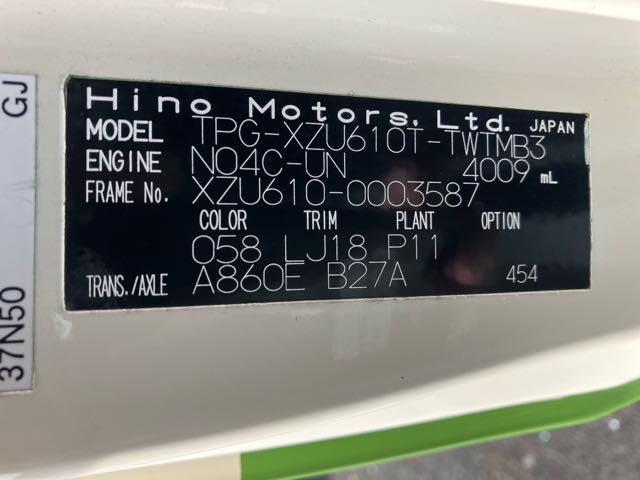 Hino Motors, Ltd. JAPAN
MODEL TPG-XZU610T-TWTMB3
ENGINE N04C-UN 4009 mL
FRAME No. XZU610-0003587
COLOR TRIM PLANT OPTION
058 LJ18 P11
TRANS./AXLE A860E B27A 454
37N50 GJ